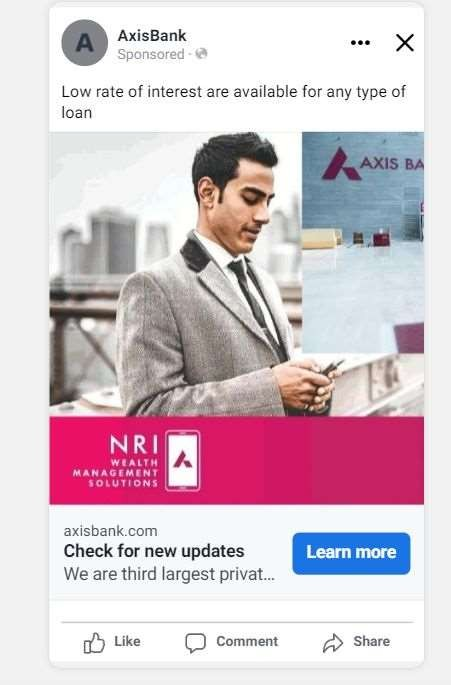 A
AxisBank
Sponsored ·
Low rate of interest are available for any type of
loan
AXIS BA
NRI
WEALTH
MANAGEMENT
SOLUTIONS
axisbank.com
Check for new updates
We are third largest privat...
Learn more
Like
Comment
Share